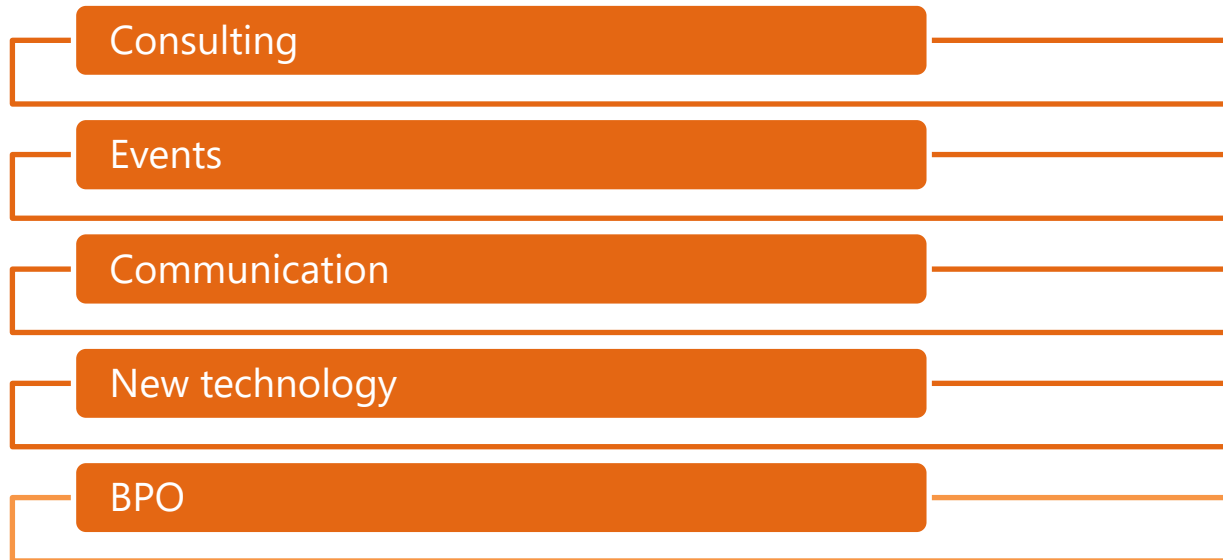 Consulting
Events
Communication
New technology
BPO